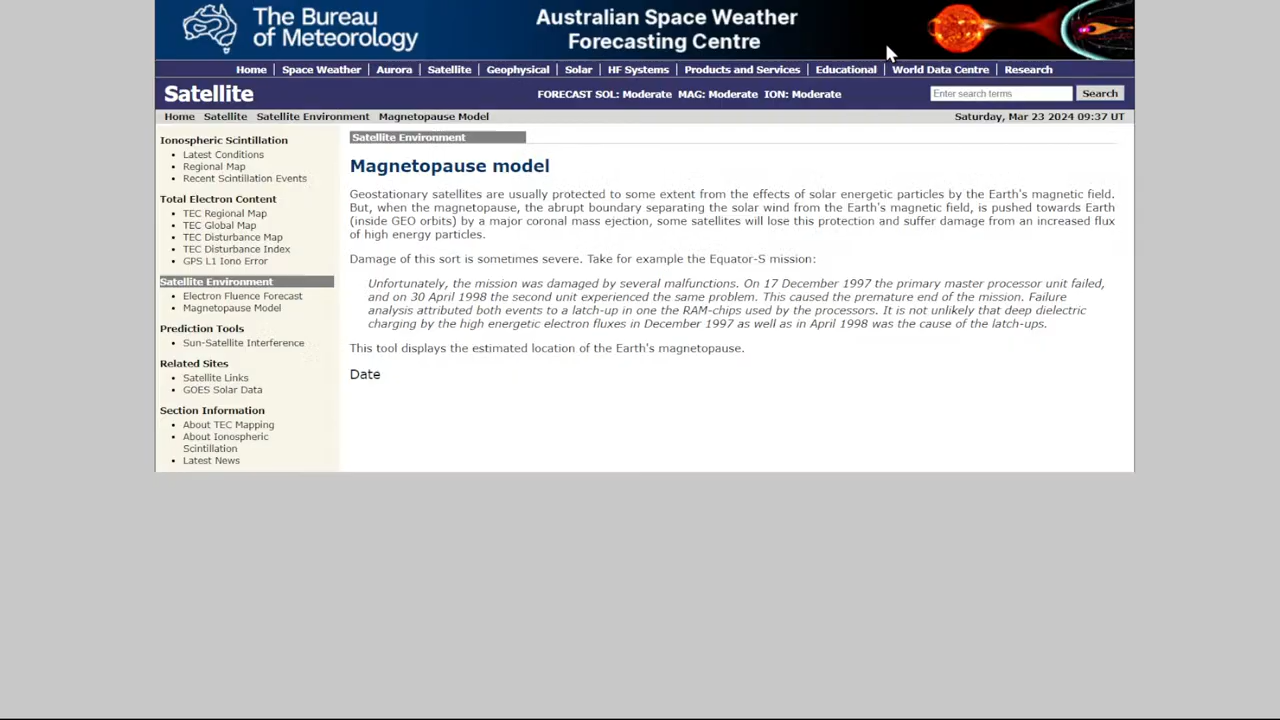 The Bureau
of Meteorology
Australian Space Weather
Forecasting Centre
Home Space Weather Aurora Satellite Geophysical Solar HF Systems Products and Services Educational World Data Centre Research
Satellite
FORECAST SOL: Moderate MAG: Moderate ION: Moderate
Enter search terms
Search
Home Satellite Satellite Environment Magnetopause Model
Saturday, Mar 23 2024 09:37 UT
Ionospheric Scintillation
Latest Conditions
Regional Map
Recent Scintillation Events
Total Electron Content
TEC Regional Map
TEC Global Map
TEC Disturbance Map
TEC Disturbance Index
GPS L1 Iono Error
Satellite Environment
Electron Fluence Forecast
Magnetopause Model
Prediction Tools
Sun-Satellite Interference
Related Sites
Satellite Links
GOES Solar Data
Section Information
About TEC Mapping
About Ionospheric
Scintillation
Latest News
Satellite Environment
Magnetopause model
Geostationary satellites are usually protected to some extent from the effects of solar energetic particles by the Earth's magnetic field.
But, when the magnetopause, the abrupt boundary separating the solar wind from the Earth's magnetic field, is pushed towards Earth
(inside GEO orbits) by a major coronal mass ejection, some satellites will lose this protection and suffer damage from an increased flux
of high energy particles.
Damage of this sort is sometimes severe. Take for example the Equator-S mission:
Unfortunately, the mission was damaged by several malfunctions. On 17 December 1997 the primary master processor unit failed,
and on 30 April 1998 the second unit experienced the same problem. This caused the premature end of the mission. Failure
analysis attributed both events to a latch-up in one the RAM-chips used by the processors. It is not unlikely that deep dielectric
charging by the high energetic electron fluxes in December 1997 as well as in April 1998 was the cause of the latch-ups.
This tool displays the estimated location of the Earth's magnetopause.
Date